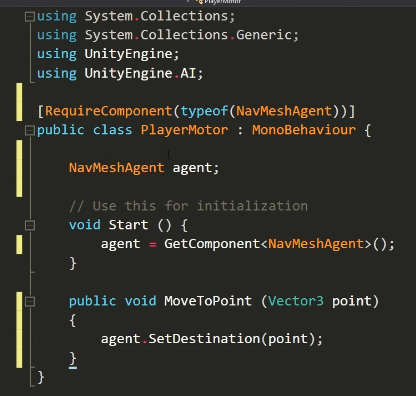 PlayerMotor
using System.Collections;
using System.Collections.Generic;
using UnityEngine;
using UnityEngine.AI;
[RequireComponent(typeof(NavMeshAgent))]
public class PlayerMotor : MonoBehaviour {
NavMeshAgent agent;
// Use this for initialization
void Start () {
agent = GetComponent<NavMeshAgent>();
}
public void MoveToPoint (Vector3 point)
{
agent.SetDestination(point);
}
}